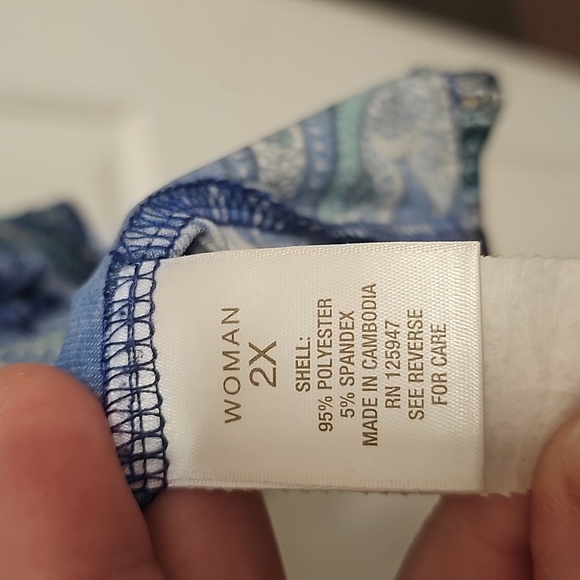 WOMAN
2X
SHELL:
95% POLYESTER
5% SPANDEX
MADE IN CAMBODIA
RN 125947
SEE REVERSE
FOR CARE